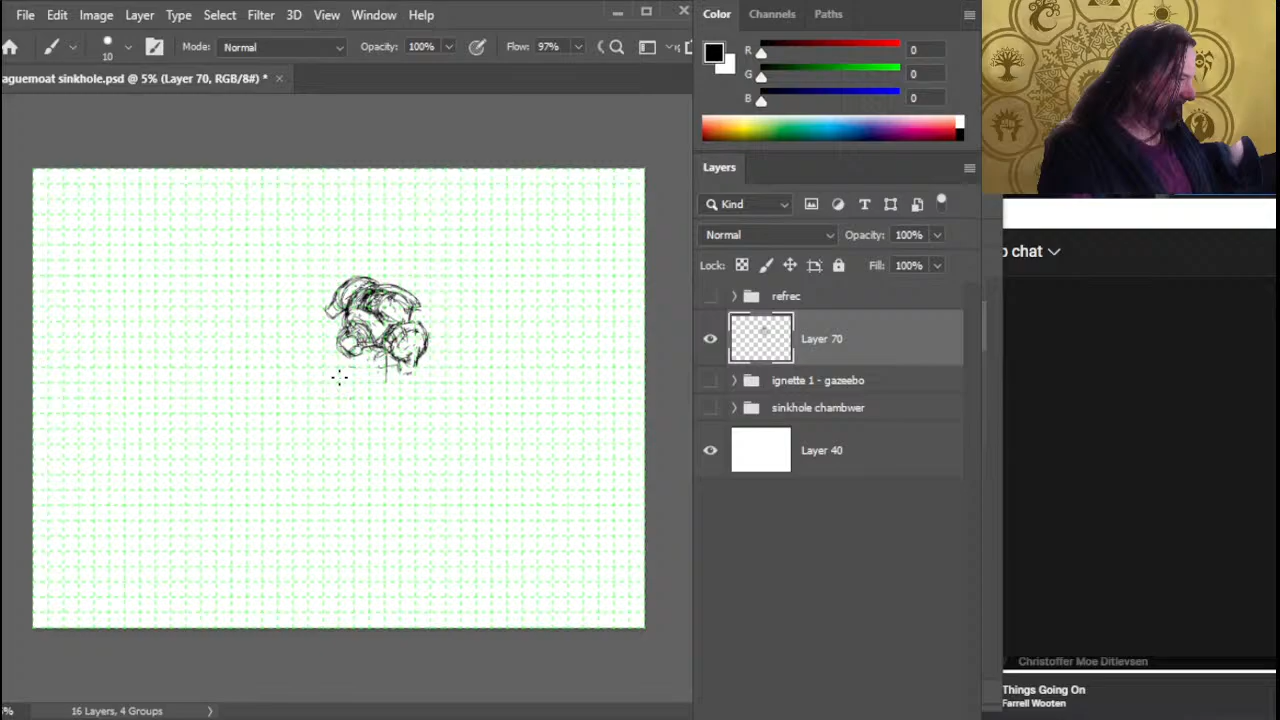 File Edit Image Layer Type Select Filter 3D View Window Help
10 Mode: Normal Opacity: 100% Flow: 97%
aguemoat sinkhole.psd @ 5% (Layer 70, RGB/8#) * ×
Color Channels Paths
R 0
G 0
B 0
Layers
Kind
Normal Opacity: 100%
Lock: Fill: 100%
refrec
Layer 70
ignette 1 - gazeebo
sinkhole chambwer
Layer 40
16 Layers, 4 Groups
chat
Christoffer Moe Ditlevsen
Things Going On
Farrell Wooten